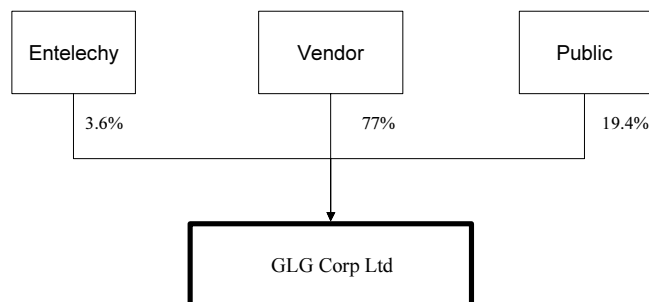 Entelechy
Vendor
Public
3.6%
77%
19.4%
GLG Corp Ltd